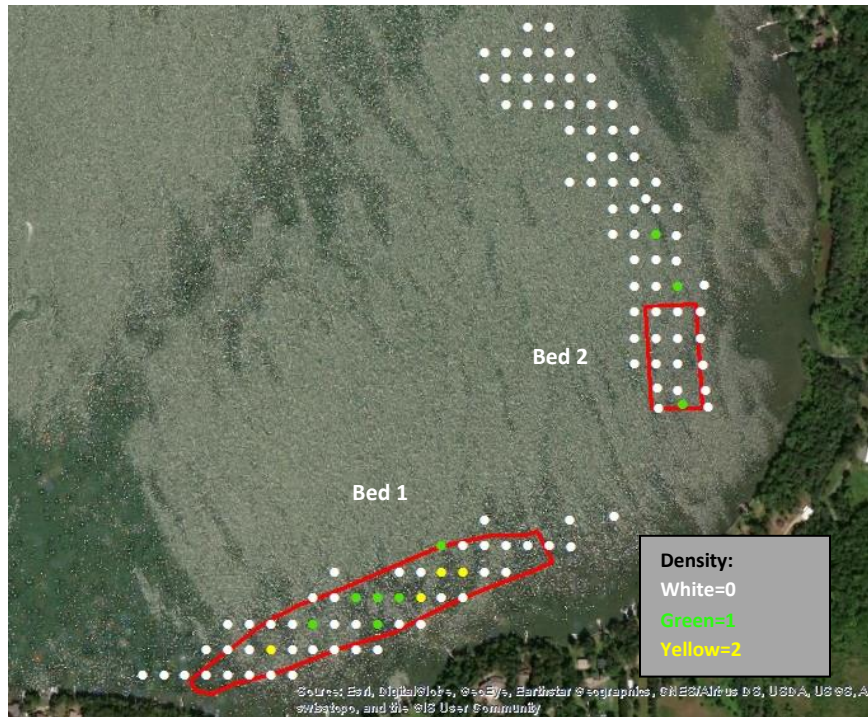 Bed 2
Bed 1
Density:
White=0
Green=1
Yellow=2
Source: Esri, DigitalGlobe, GeoEye, Earthstar Geographics, CNES/Airbus DS, USDA, USGS, A
swisstopo, and the GIS User Community